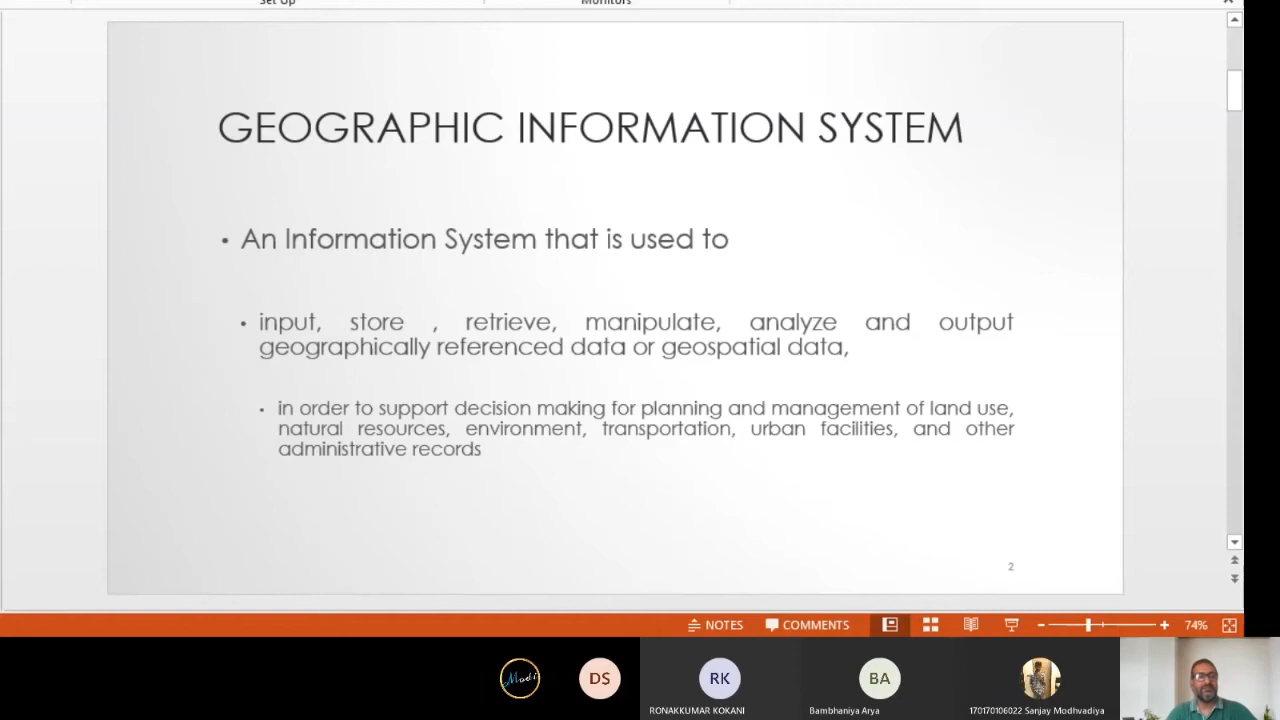 Set Up Monitors
GEOGRAPHIC INFORMATION SYSTEM
• An Information System that is used to
• input, store , retrieve, manipulate, analyze and output
geographically referenced data or geospatial data,
• in order to support decision making for planning and management of land use,
natural resources, environment, transportation, urban facilities, and other
administrative records
2
NOTES COMMENTS 74%
Modi DS RK BA
RONAKKUMAR KOKANI Bambhaniya Arya 170170106022 Sanjay Modhvadiya